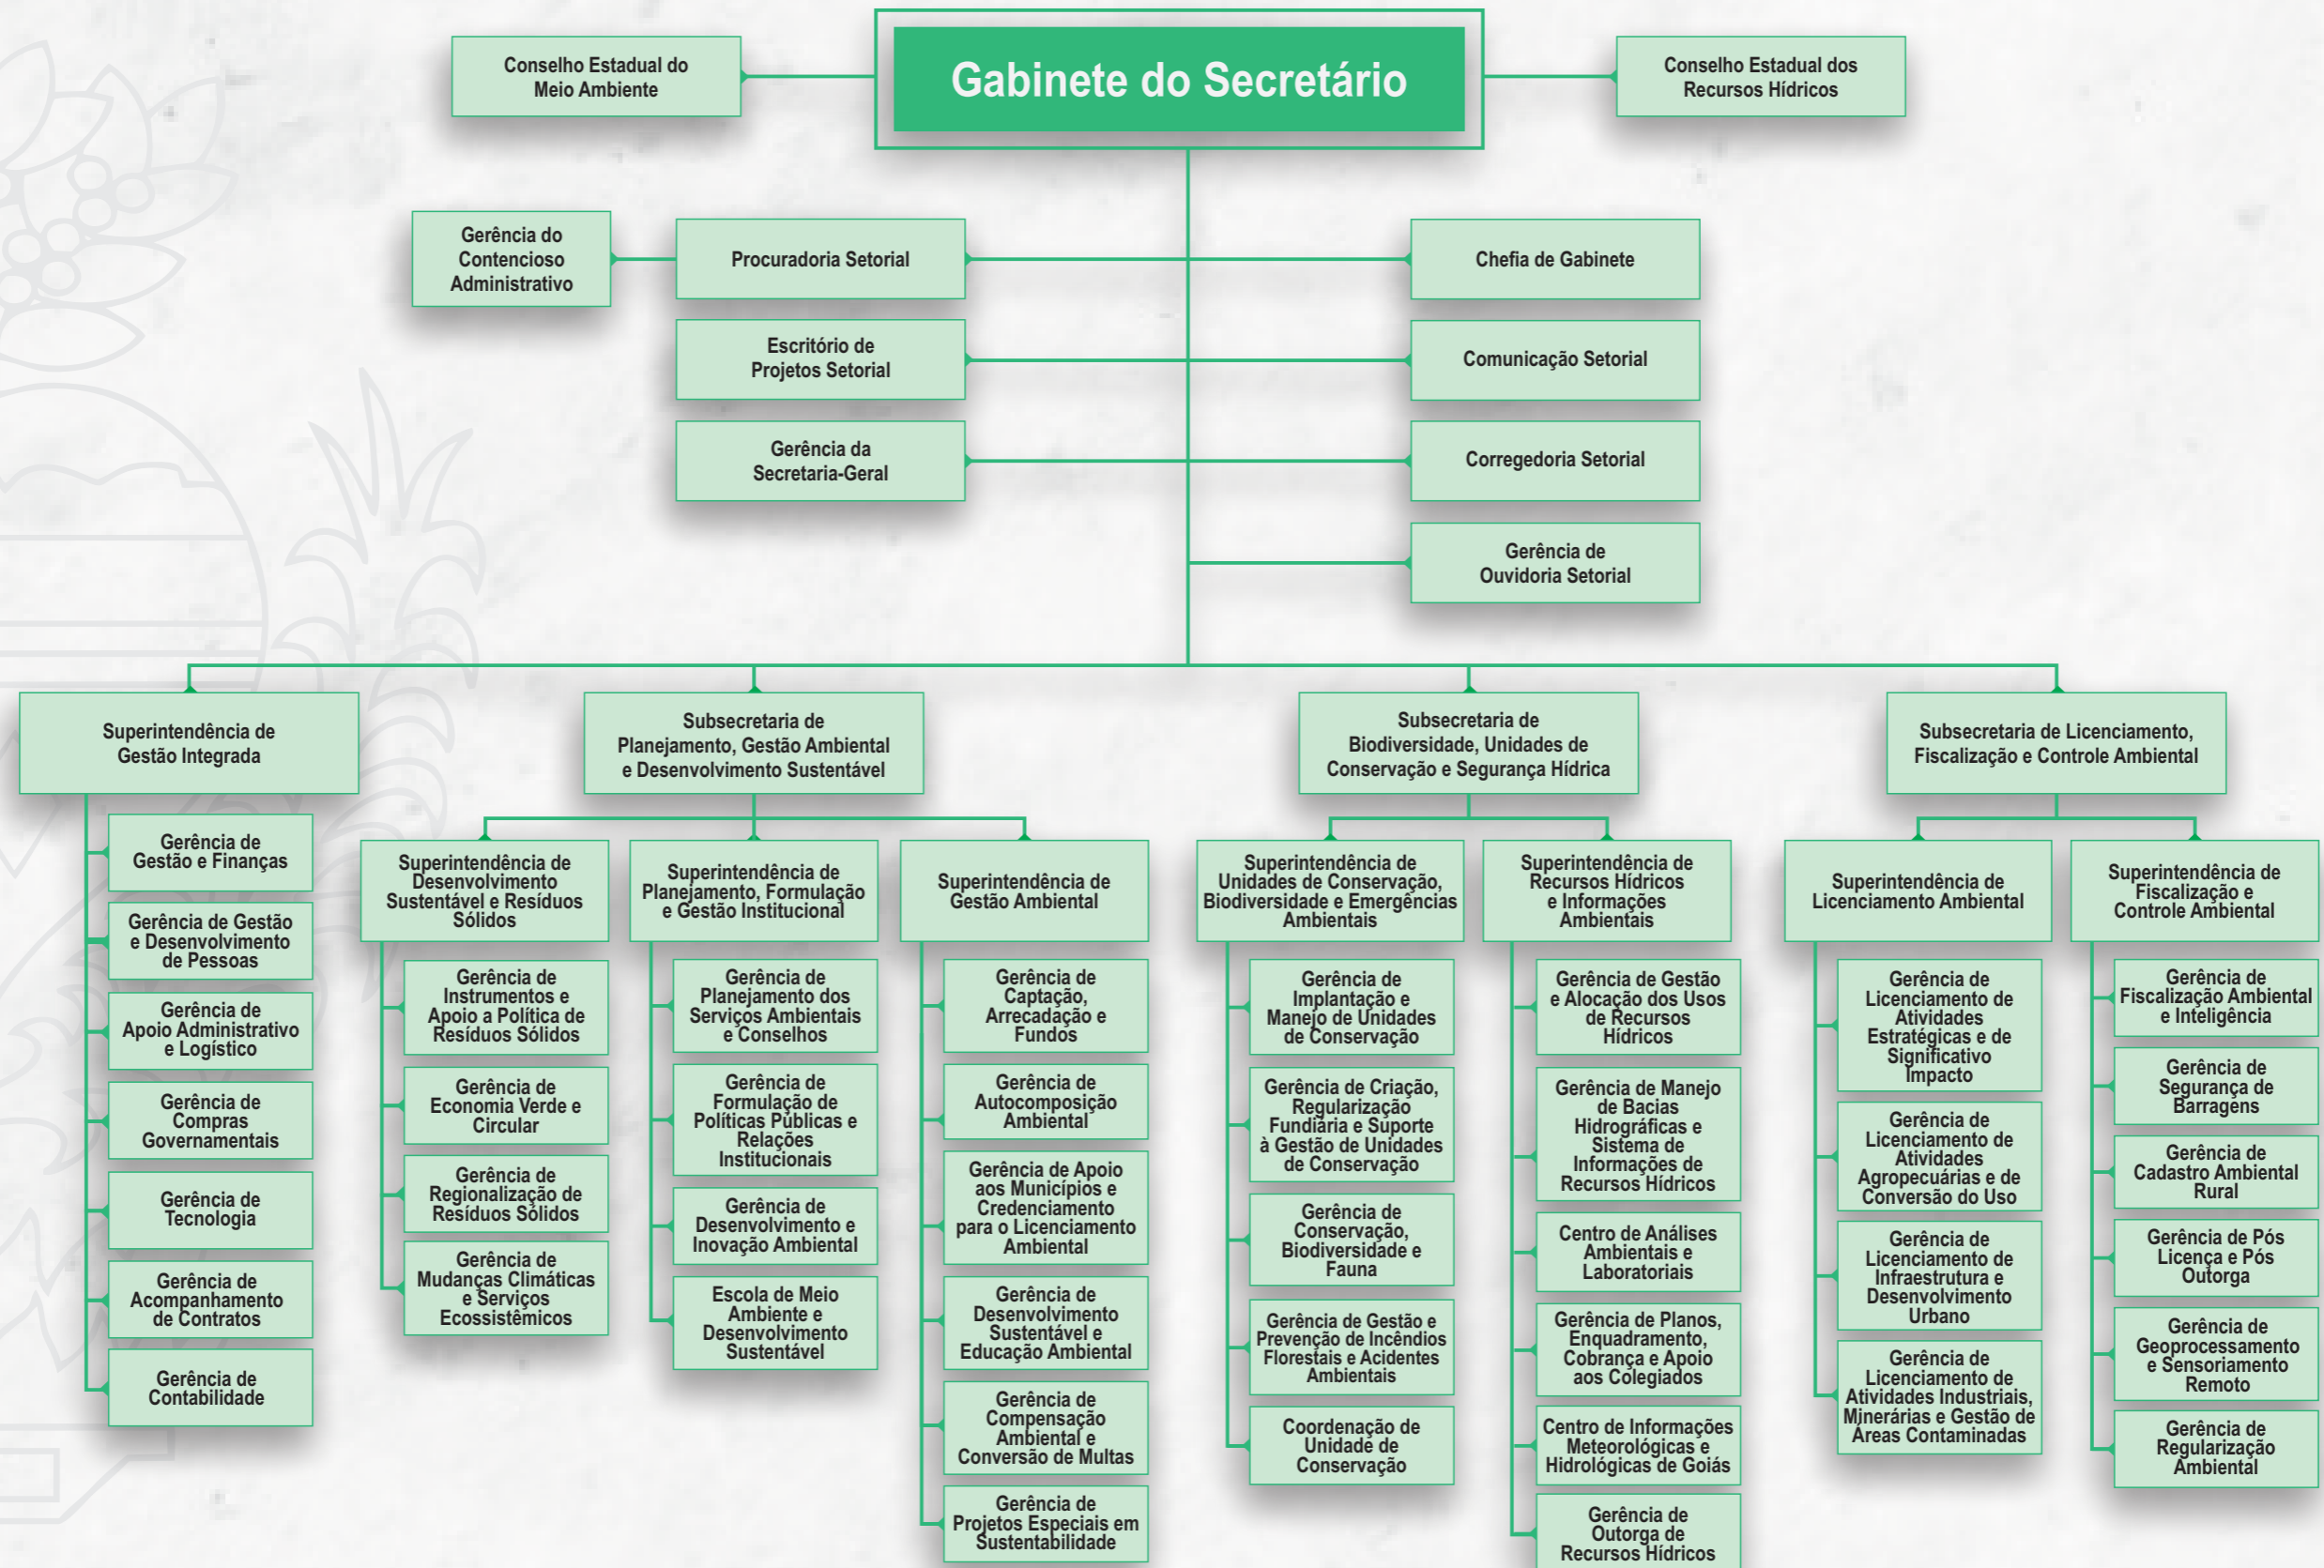 Conselho Estadual do
Meio Ambiente
Gabinete do Secretário
Conselho Estadual dos
Recursos Hídricos
Gerência do
Contencioso
Administrativo
Procuradoria Setorial
Chefia de Gabinete
Escritório de
Projetos Setorial
Comunicação Setorial
Gerência da
Secretaria-Geral
Corregedoria Setorial
Gerência de
Ouvidoria Setorial
Superintendência de
Gestão Integrada
Gerência de
Gestão e Finanças
Gerência de Gestão
e Desenvolvimento
de Pessoas
Gerência de
Apoio Administrativo
e Logístico
Gerência de
Compras
Governamentais
Gerência de
Tecnologia
Gerência de
Acompanhamento
de Contratos
Gerência de
Contabilidade
Subsecretaria de
Planejamento, Gestão Ambiental
e Desenvolvimento Sustentável
Superintendência de
Desenvolvimento
Sustentável e Resíduos
Sólidos
Gerência de
Instrumentos e
Apoio a Política de
Resíduos Sólidos
Gerência de
Economia Verde e
Circular
Gerência de
Regionalização de
Resíduos Sólidos
Gerência de
Mudanças Climáticas
e Serviços
Ecossistêmicos
Superintendência de
Planejamento, Formulação
e Gestão Institucional
Gerência de
Planejamento dos
Serviços Ambientais
e Conselhos
Gerência de
Formulação de
Políticas Públicas e
Relações
Institucionais
Gerência de
Desenvolvimento e
Inovação Ambiental
Escola de Meio
Ambiente e
Desenvolvimento
Sustentável
Superintendência de
Gestão Ambiental
Gerência de
Captação,
Arrecadação e
Fundos
Gerência de
Autocomposição
Ambiental
Gerência de Apoio
aos Municípios e
Credenciamento
para o Licenciamento
Ambiental
Gerência de
Desenvolvimento
Sustentável e
Educação Ambiental
Gerência de
Compensação
Ambiental e
Conversão de Multas
Gerência de
Projetos Especiais em
Sustentabilidade
Subsecretaria de
Biodiversidade, Unidades de
Conservação e Segurança Hídrica
Superintendência de
Unidades de Conservação,
Biodiversidade e Emergências
Ambientais
Gerência de
Implantação e
Manejo de Unidades
de Conservação
Gerência de Criação,
Regularização
Fundiária e Suporte
à Gestão de Unidades
de Conservação
Gerência de
Conservação,
Biodiversidade e
Fauna
Gerência de Gestão e
Prevenção de Incêndios
Florestais e Acidentes
Ambientais
Coordenação de
Unidade de
Conservação
Superintendência de
Recursos Hídricos
e Informações
Ambientais
Gerência de Gestão
e Alocação dos Usos
de Recursos
Hídricos
Gerência de Manejo
de Bacias
Hidrográficas e
Sistema de
Informações de
Recursos Hídricos
Centro de Análises
Ambientais e
Laboratoriais
Gerência de Planos,
Enquadramento,
Cobrança e Apoio
aos Colegiados
Centro de Informações
Meteorológicas e
Hidrológicas de Goiás
Gerência de
Outorga de
Recursos Hídricos
Subsecretaria de Licenciamento,
Fiscalização e Controle Ambiental
Superintendência de
Licenciamento Ambiental
Gerência de
Licenciamento de
Atividades
Estratégicas e de
Significativo
Impacto
Gerência de
Licenciamento de
Atividades
Agropecuárias e de
Conversão do Uso
Gerência de
Licenciamento de
Infraestrutura e
Desenvolvimento
Urbano
Gerência de
Licenciamento de
Atividades Industriais,
Minerárias e Gestão de
Áreas Contaminadas
Superintendência de
Fiscalização e
Controle Ambiental
Gerência de
Fiscalização Ambiental
e Inteligência
Gerência de
Segurança de
Barragens
Gerência de
Cadastro Ambiental
Rural
Gerência de Pós
Licença e Pós
Outorga
Gerência de
Geoprocessamento
e Sensoriamento
Remoto
Gerência de
Regularização
Ambiental